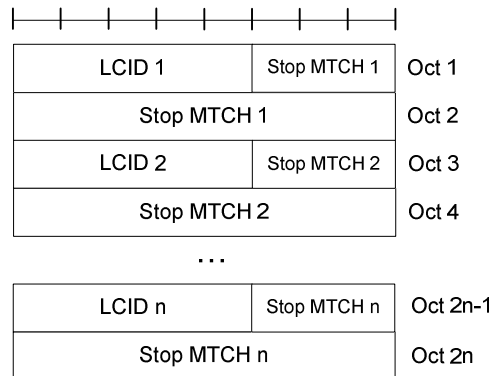 LCID 1 Stop MTCH 1 Oct 1
Stop MTCH 1 Oct 2
LCID 2 Stop MTCH 2 Oct 3
Stop MTCH 2 Oct 4
...
LCID n Stop MTCH n Oct 2n-1
Stop MTCH n Oct 2n